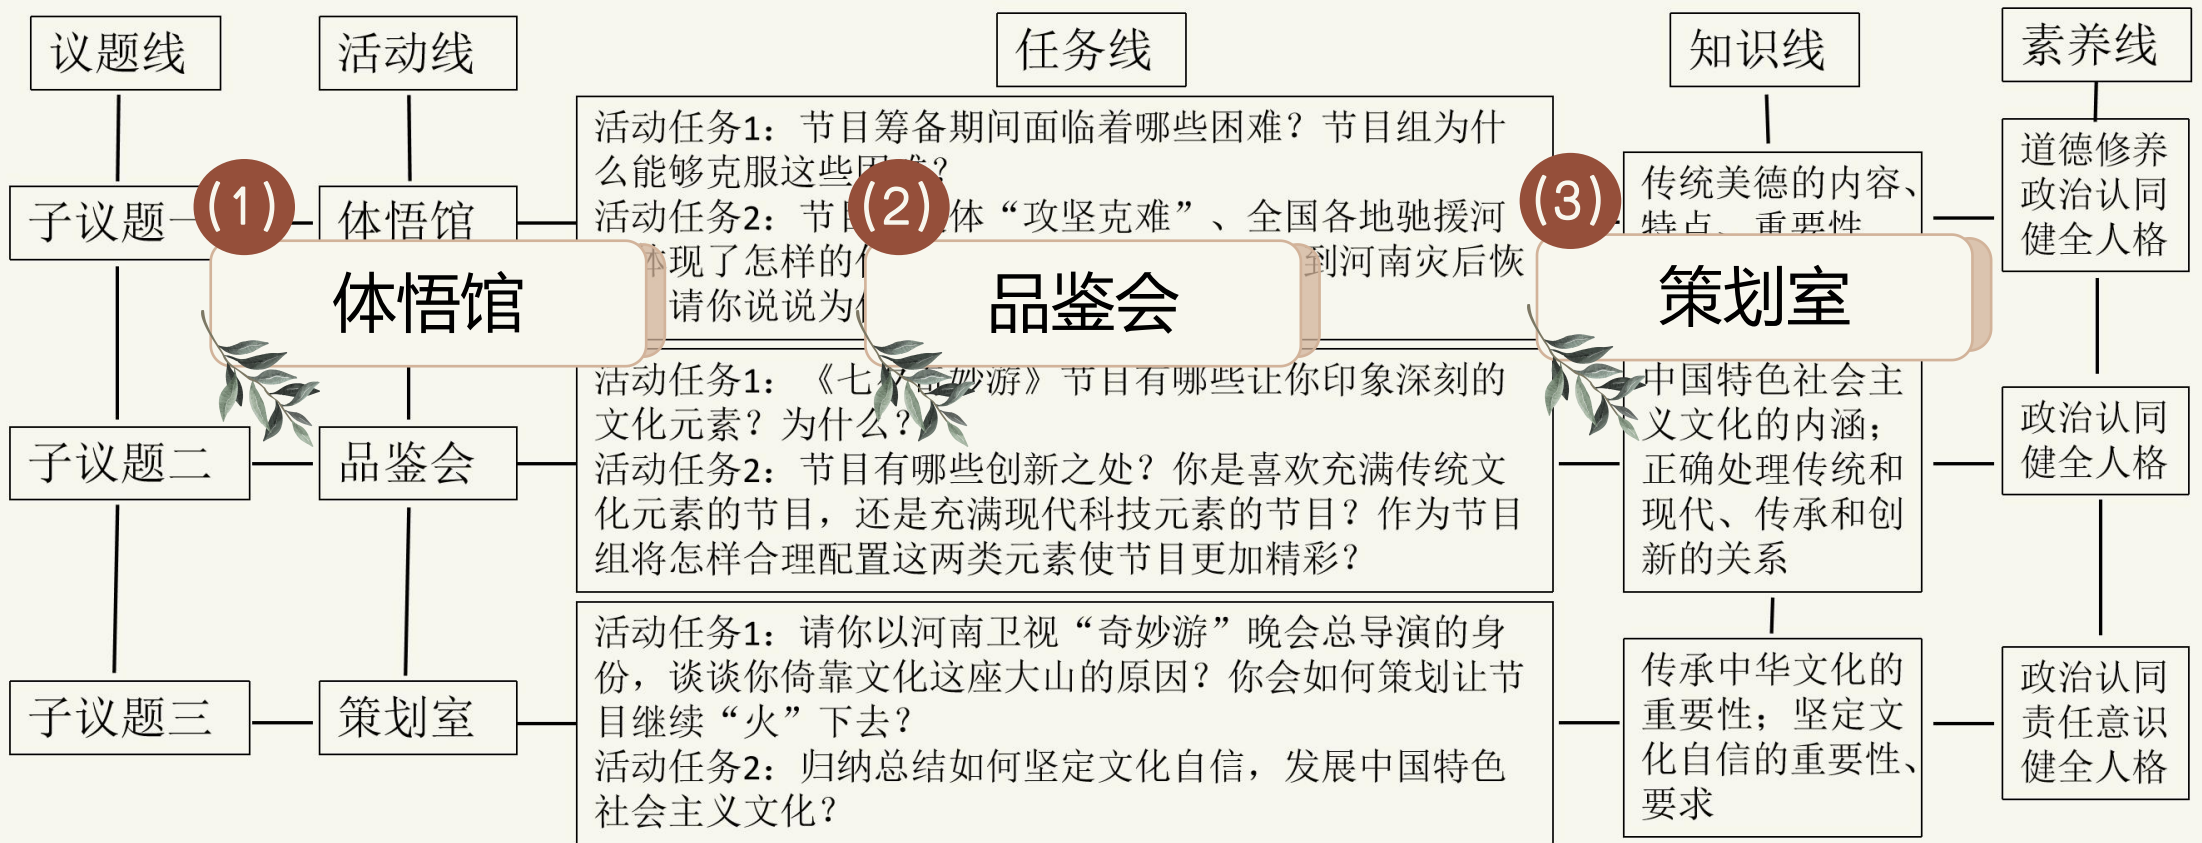 议题线
活动线
任务线
知识线
素养线
子议题一
体悟馆
活动任务1：节目筹备期间面临着哪些困难？节目组为什
么能够克服这些困难？
活动任务2：节
体“攻坚克难”、全国各地驰援河
现了怎样的
到河南灾后恢
请你说说为
传统美德的内容、
特点、重要性
道德修养
政治认同
健全人格
(1)
体悟馆
(2)
品鉴会
(3)
策划室
子议题二
品鉴会
活动任务1：《七夕奇妙游》节目有哪些让你印象深刻的
文化元素？为什么？
活动任务2：节目有哪些创新之处？你是喜欢充满传统文
化元素的节目，还是充满现代科技元素的节目？作为节目
组将怎样合理配置这两类元素使节目更加精彩？
中国特色社会主
义文化的内涵；
正确处理传统和
现代、传承和创
新的关系
政治认同
健全人格
子议题三
策划室
活动任务1：请你以河南卫视“奇妙游”晚会总导演的身
份，谈谈你倚靠文化这座大山的原因？你会如何策划让节
目继续“火”下去？
活动任务2：归纳总结如何坚定文化自信，发展中国特色
社会主义文化？
传承中华文化的
重要性；坚定文
化自信的重要性、
要求
政治认同
责任意识
健全人格